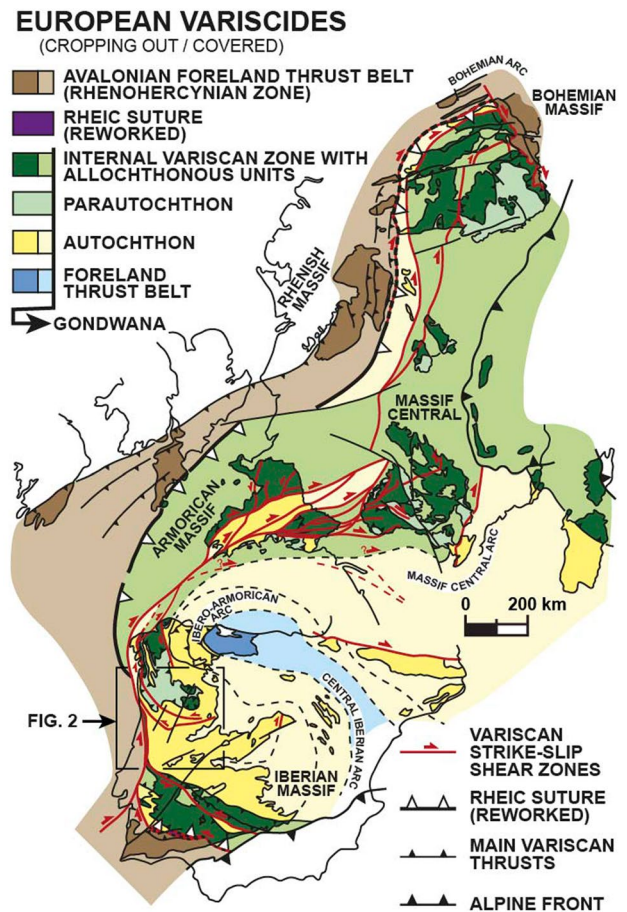 EUROPEAN VARISCIDES
(CROPPING OUT / COVERED)
AVALONIAN FORELAND THRUST BELT
(RHENOHERCYNIAN ZONE)
RHEIC SUTURE
(REWORKED)
INTERNAL VARISCAN ZONE WITH
ALLOCHTHONOUS UNITS
PARAUTOCHTHON
AUTOCHTHON
FORELAND
THRUST BELT
GONDWANA
BOHEMIAN ARC
BOHEMIAN
MASSIF
RHENISH
MASSIF
MASSIF
CENTRAL
ARMORICAN
MASSIF
MASSIF CENTRAL ARC
0 200 km
IBERO-ARMORICAN
ARC
?
?
CENTRAL IBERIAN ARC
FIG. 2
IBERIAN
MASSIF
VARISCAN
STRIKE-SLIP
SHEAR ZONES
RHEIC SUTURE
(REWORKED)
MAIN VARISCAN
THRUSTS
ALPINE FRONT